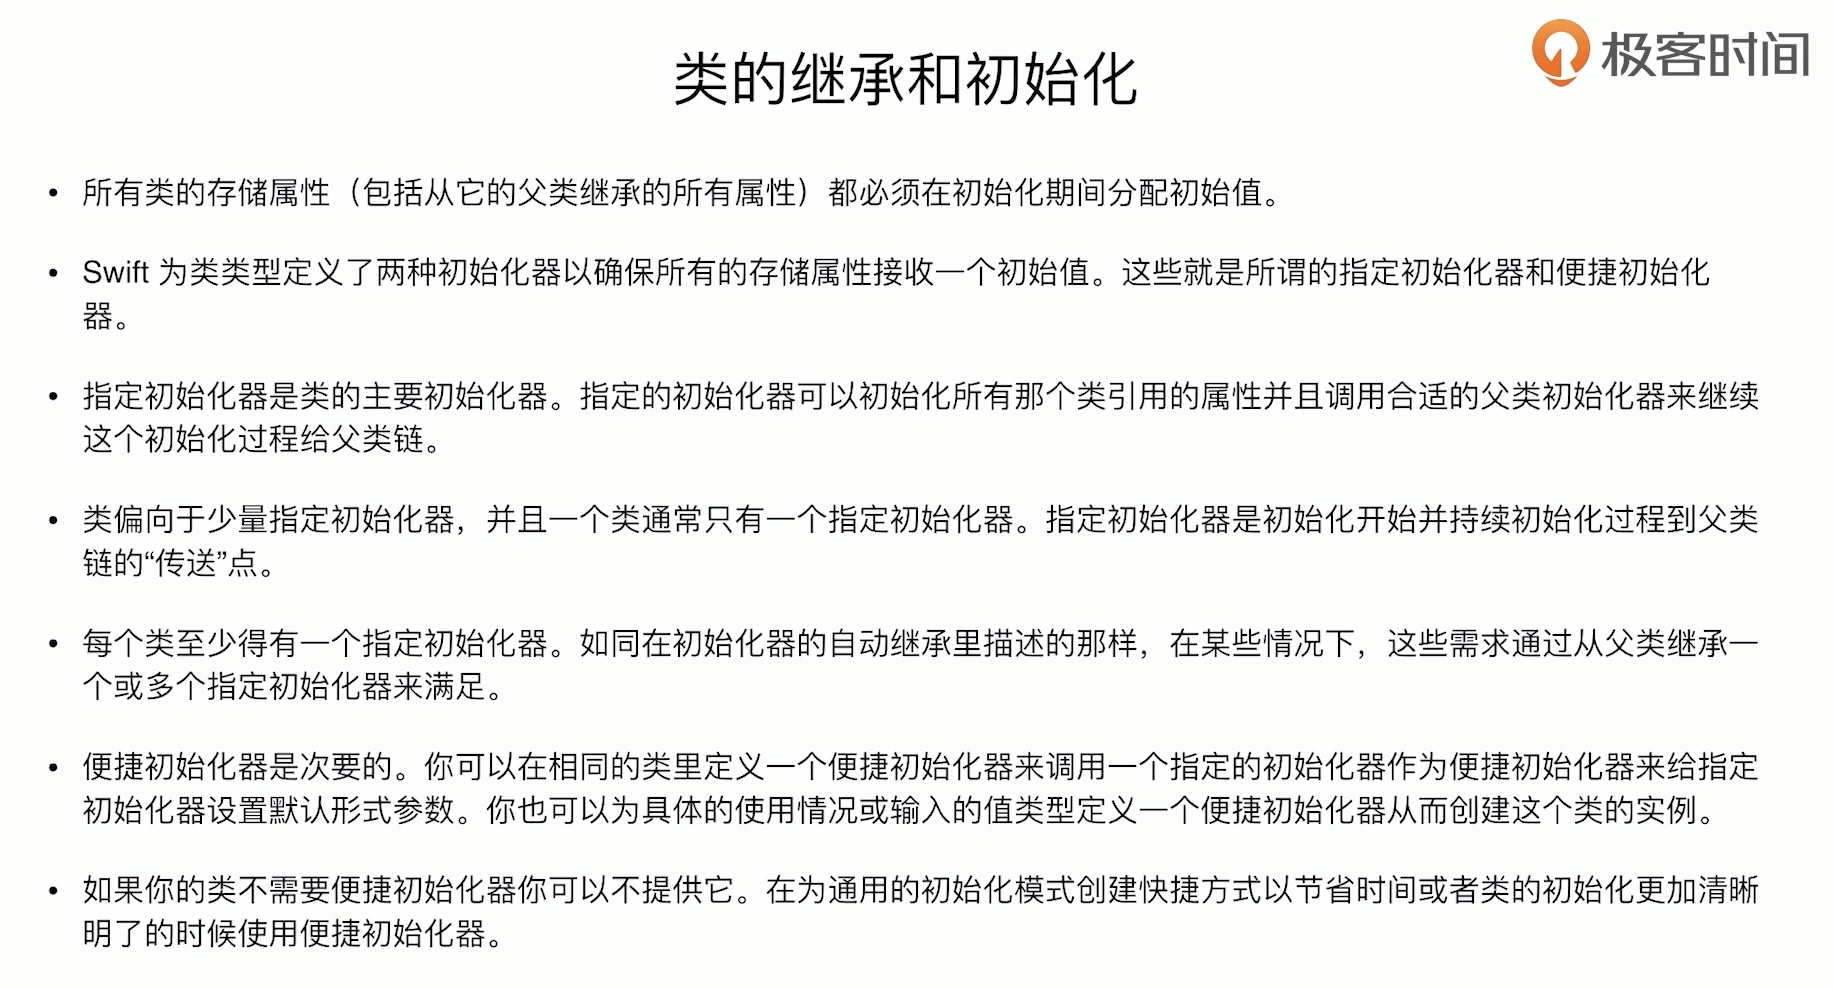 极客时间
类的继承和初始化
• 所有类的存储属性（包括从它的父类继承的所有属性）都必须在初始化期间分配初始值。
• Swift 为类类型定义了两种初始化器以确保所有的存储属性接收一个初始值。这些就是所谓的指定初始化器和便捷初始化
器。
• 指定初始化器是类的主要初始化器。指定的初始化器可以初始化所有那个类引用的属性并且调用合适的父类初始化器来继续
这个初始化过程给父类链。
• 类偏向于少量指定初始化器，并且一个类通常只有一个指定初始化器。指定初始化器是初始化开始并持续初始化过程到父类
链的“传送”点。
• 每个类至少得有一个指定初始化器。如同在初始化器的自动继承里描述的那样，在某些情况下，这些需求通过从父类继承一
个或多个指定初始化器来满足。
• 便捷初始化器是次要的。你可以在相同的类里定义一个便捷初始化器来调用一个指定的初始化器作为便捷初始化器来给指定
初始化器设置默认形式参数。你也可以为具体的使用情况或输入的值类型定义一个便捷初始化器从而创建这个类的实例。
• 如果你的类不需要便捷初始化器你可以不提供它。在为通用的初始化模式创建快捷方式以节省时间或者类的初始化更加清晰
明了的时候使用便捷初始化器。